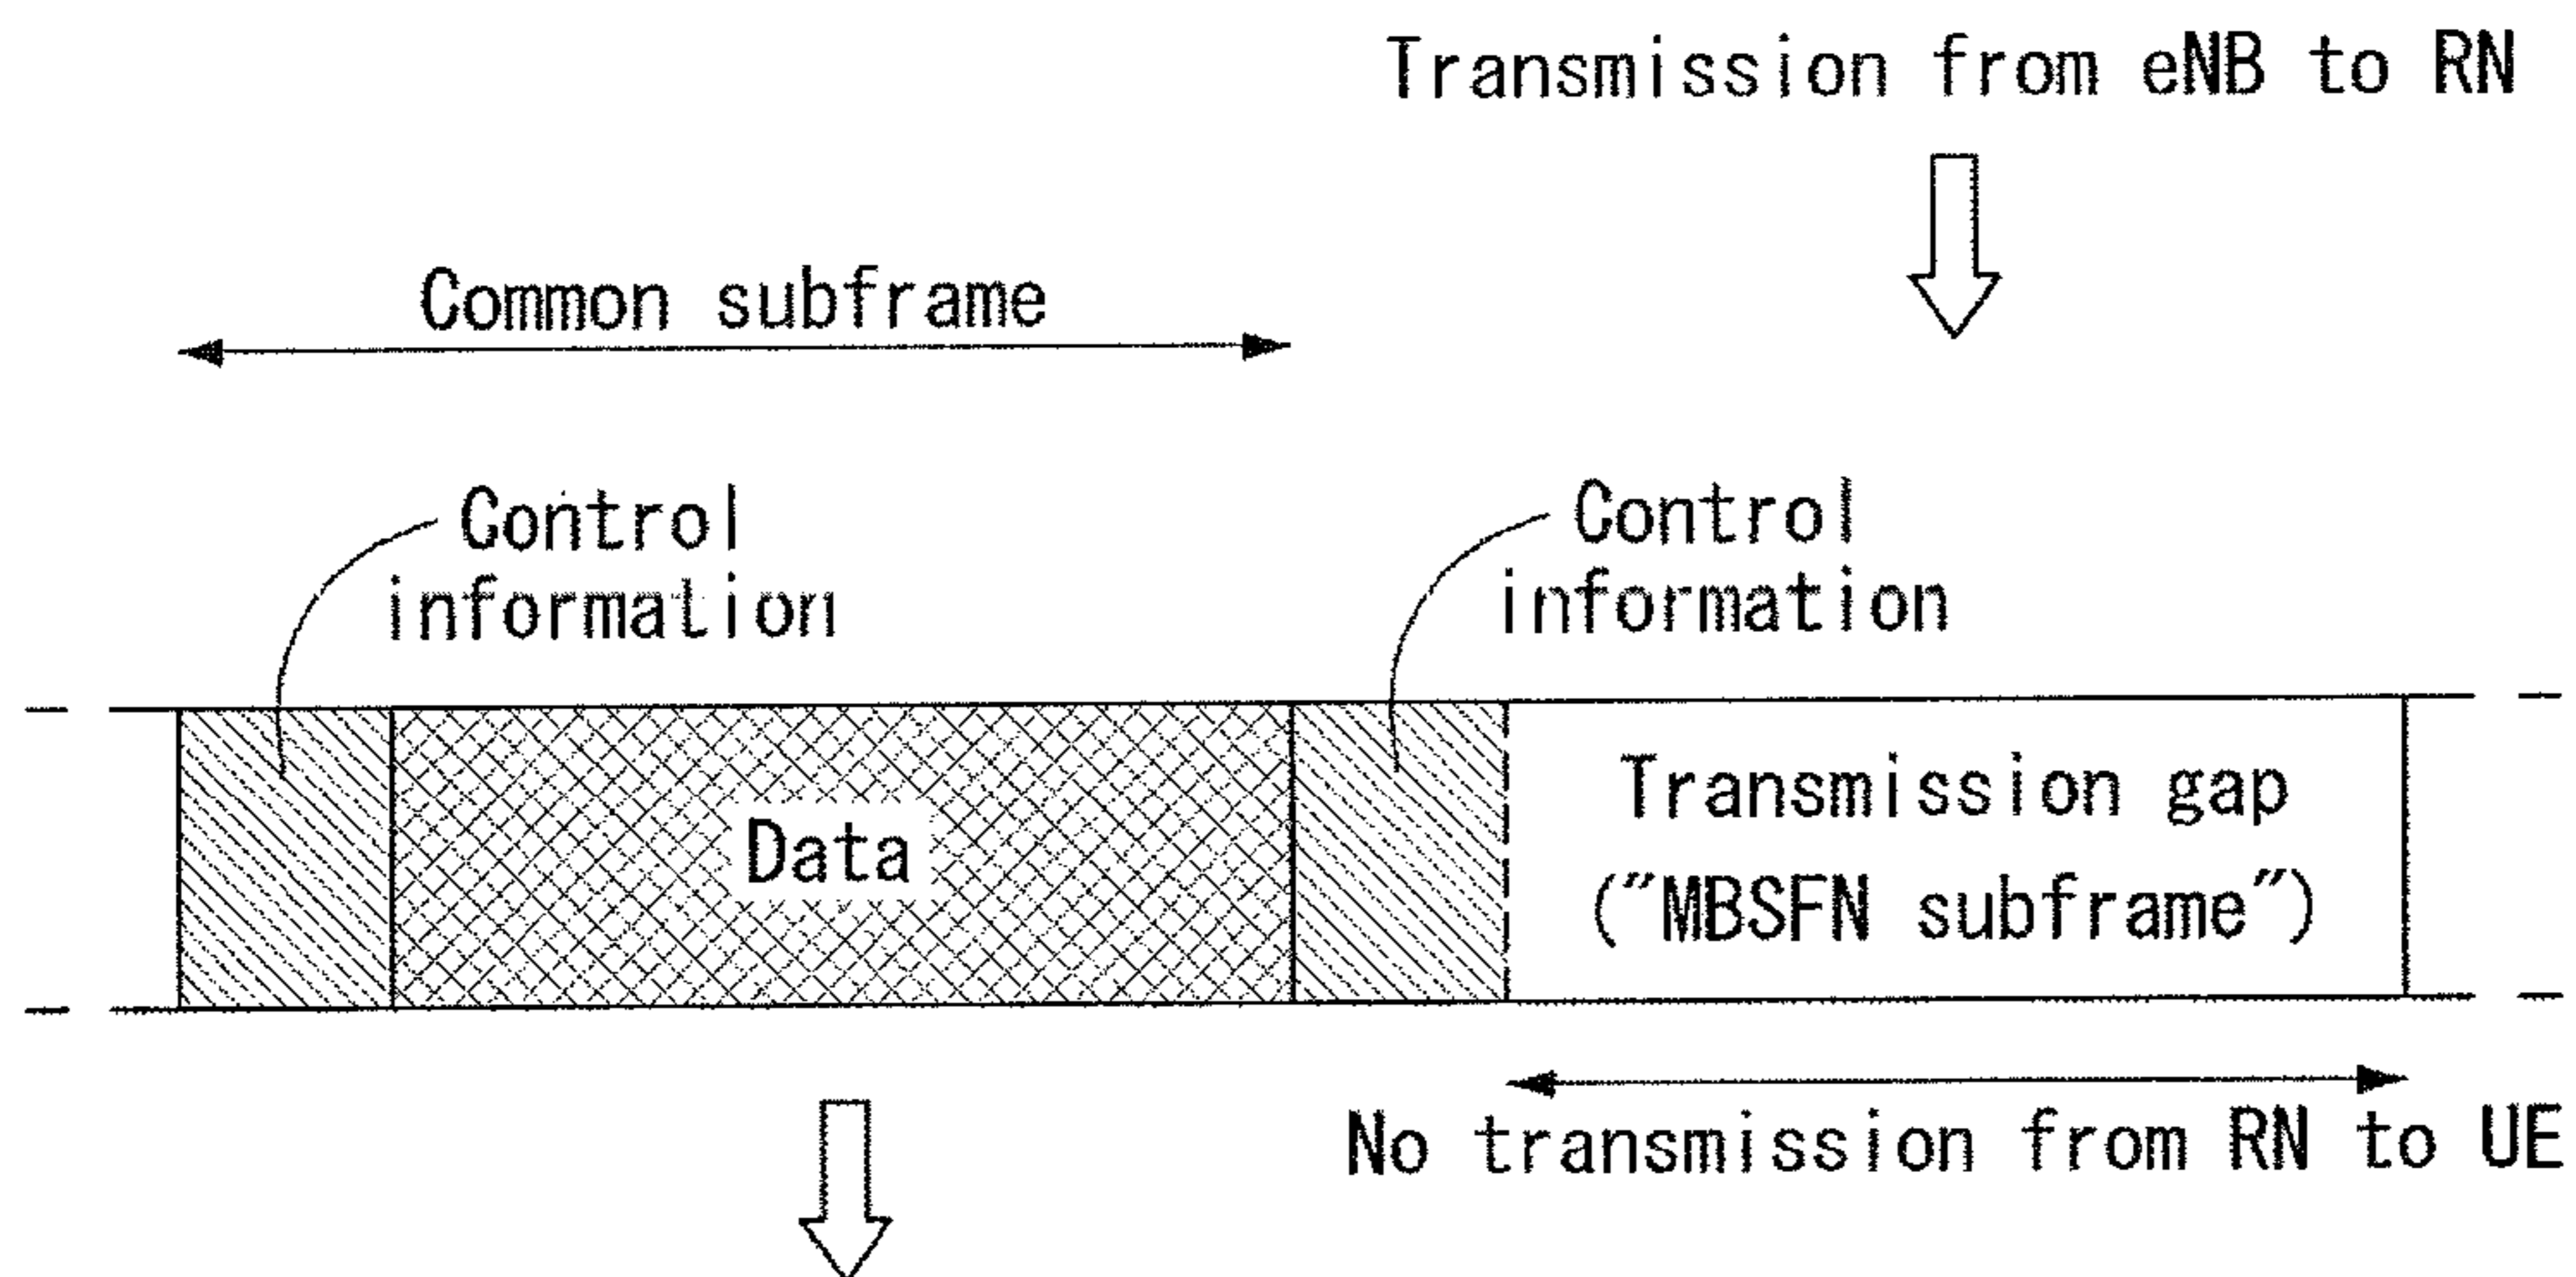 Transmission from eNB to RN
Common subframe
Control
information
Control
information
Data
Transmission gap
("MBSFN subframe")
No transmission from RN to UE